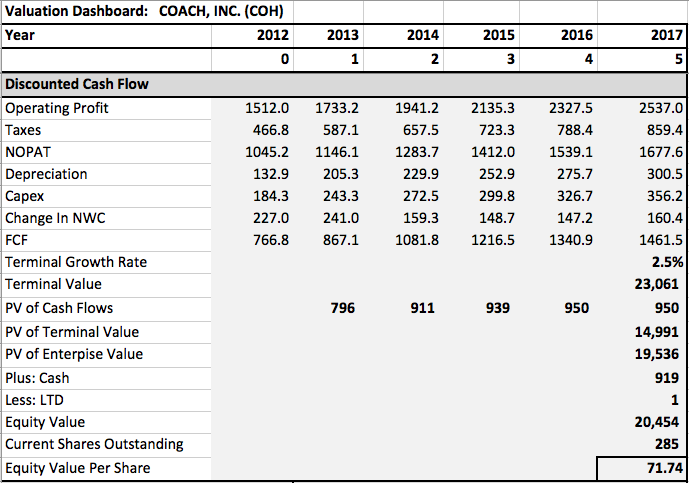 Valuation Dashboard: COACH, INC. (COH)
Year 2012 2013 2014 2015 2016 2017
0 1 2 3 4 5
Discounted Cash Flow
Operating Profit 1512.0 1733.2 1941.2 2135.3 2327.5 2537.0
Taxes 466.8 587.1 657.5 723.3 788.4 859.4
NOPAT 1045.2 1146.1 1283.7 1412.0 1539.1 1677.6
Depreciation 132.9 205.3 229.9 252.9 275.7 300.5
Capex 184.3 243.3 272.5 299.8 326.7 356.2
Change In NWC 227.0 241.0 159.3 148.7 147.2 160.4
FCF 766.8 867.1 1081.8 1216.5 1340.9 1461.5
Terminal Growth Rate 2.5%
Terminal Value 23,061
PV of Cash Flows 796 911 939 950 950
PV of Terminal Value 14,991
PV of Enterpise Value 19,536
Plus: Cash 919
Less: LTD 1
Equity Value 20,454
Current Shares Outstanding 285
Equity Value Per Share 71.74